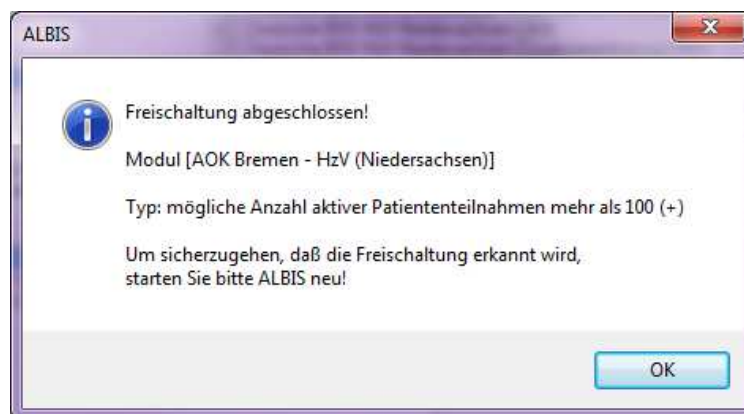 ALBIS
Freischaltung abgeschlossen!
Modul [AOK Bremen - HzV (Niedersachsen)]
Typ: mögliche Anzahl aktiver Patiententeilnahmen mehr als 100 (+)
Um sicherzugehen, daß die Freischaltung erkannt wird,
starten Sie bitte ALBIS neu!
OK